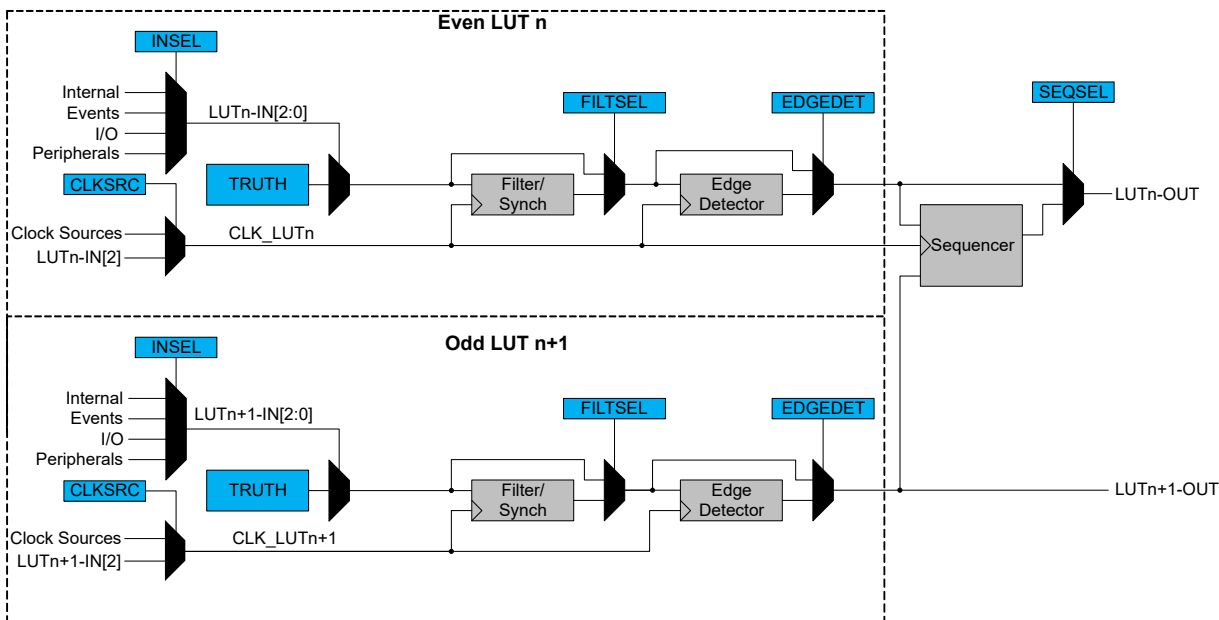 Even LUT n
INSEL
Internal
Events
I/O
Peripherals
LUTn-IN[2:0]
FILTSEL
EDGEDET
SEQSEL
CLKSRC
TRUTH
Filter/
Synch
Edge
Detector
LUTn-OUT
Clock Sources
LUTn-IN[2]
CLK_LUTn
Sequencer
Odd LUT n+1
INSEL
Internal
Events
I/O
Peripherals
LUTn+1-IN[2:0]
FILTSEL
EDGEDET
CLKSRC
TRUTH
Filter/
Synch
Edge
Detector
LUTn+1-OUT
Clock Sources
LUTn+1-IN[2]
CLK_LUTn+1